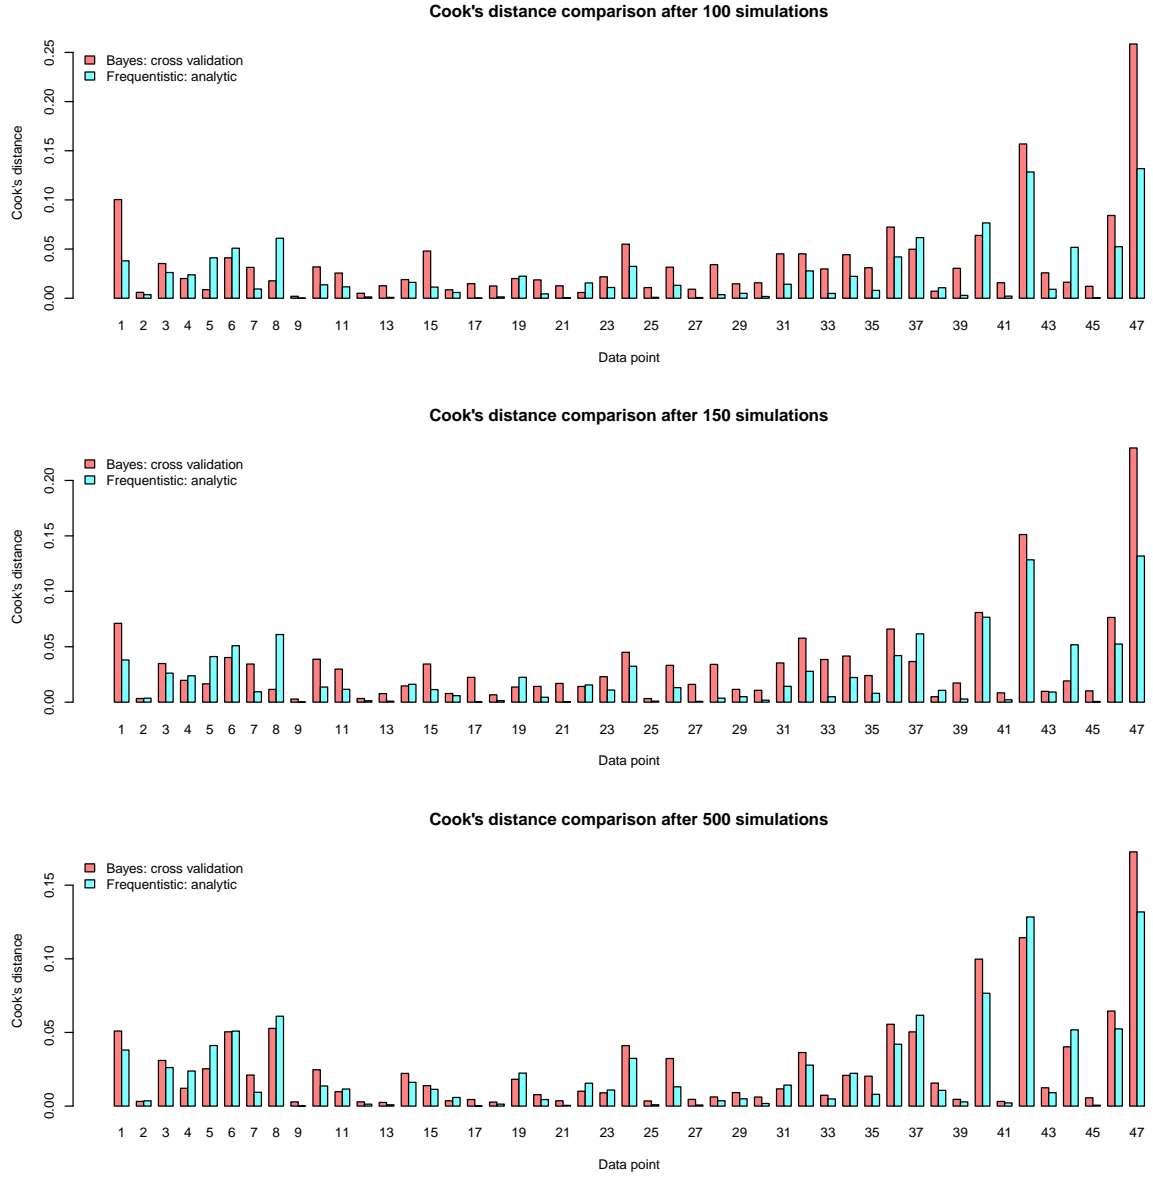 Cook's distance comparison after 100 simulations
Bayes: cross validation
Frequentistic: analytic
Cook's distance
0.00 0.05 0.10 0.15 0.20 0.25
1 2 3 4 5 6 7 8 9 11 13 15 17 19 21 23 25 27 29 31 33 35 37 39 41 43 45 47
Data point
Cook's distance comparison after 150 simulations
Bayes: cross validation
Frequentistic: analytic
Cook's distance
0.00 0.05 0.10 0.15 0.20
1 2 3 4 5 6 7 8 9 11 13 15 17 19 21 23 25 27 29 31 33 35 37 39 41 43 45 47
Data point
Cook's distance comparison after 500 simulations
Bayes: cross validation
Frequentistic: analytic
Cook's distance
0.00 0.05 0.10 0.15
1 2 3 4 5 6 7 8 9 11 13 15 17 19 21 23 25 27 29 31 33 35 37 39 41 43 45 47
Data point